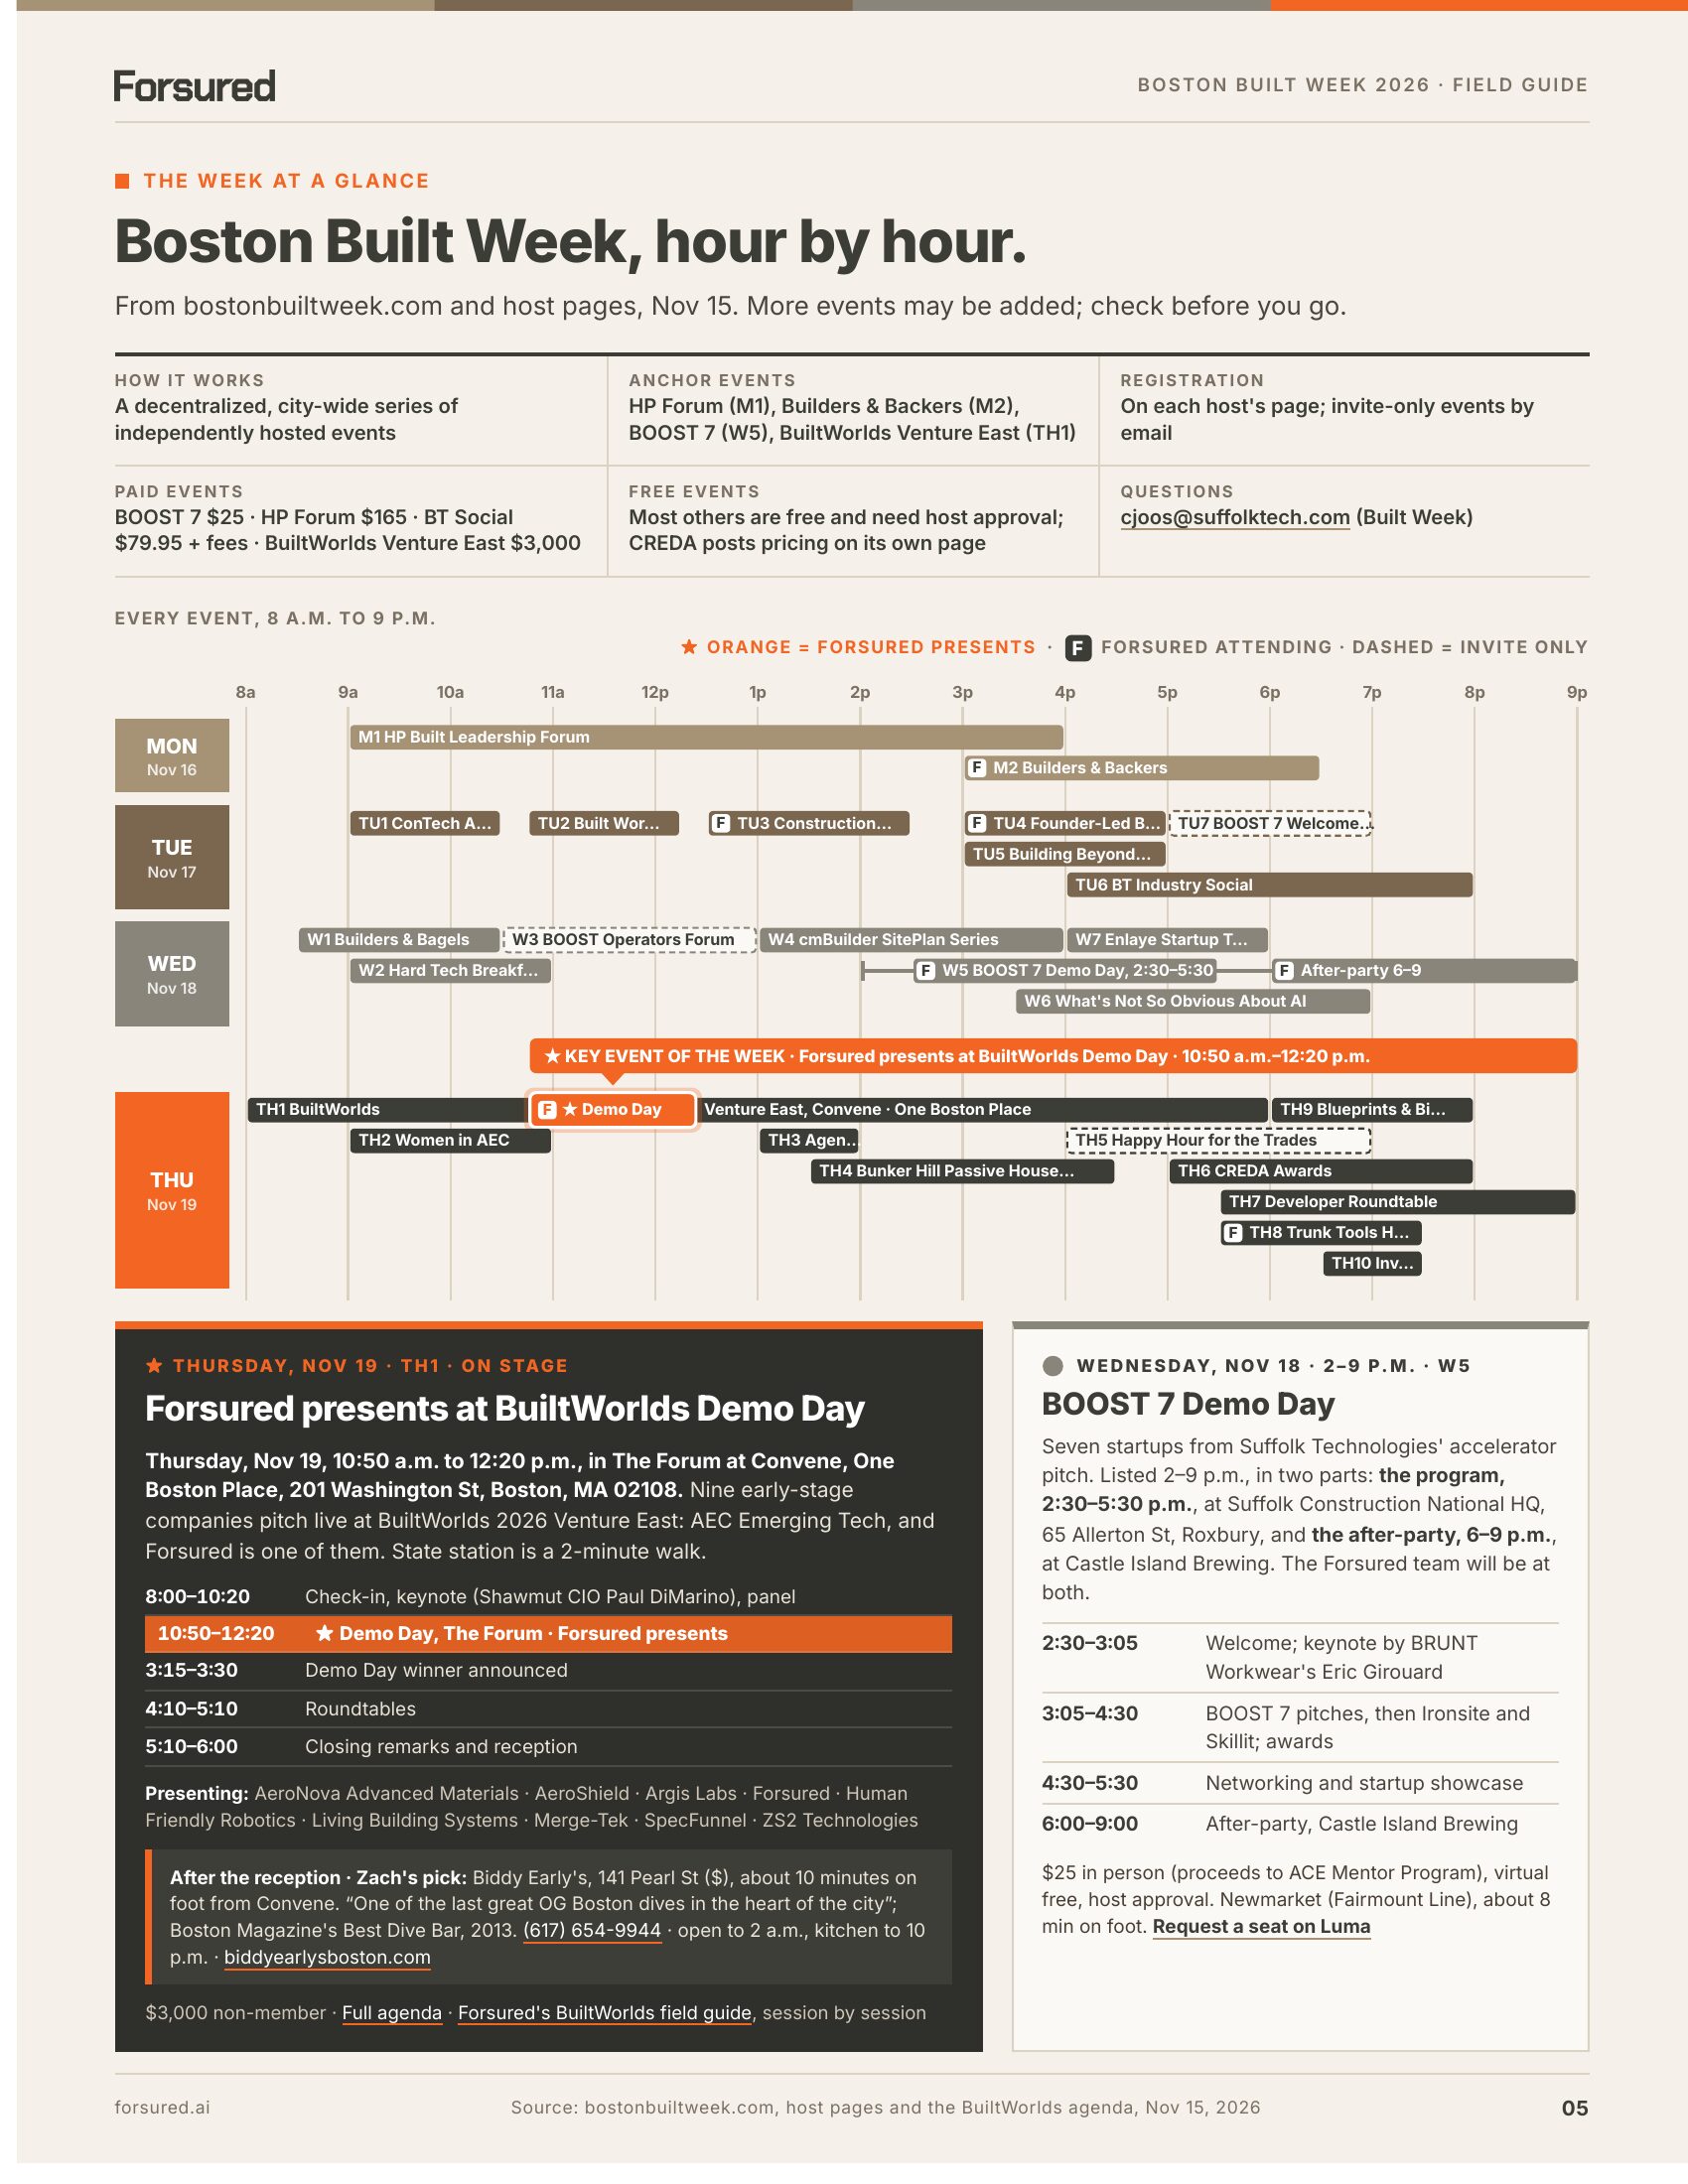 Forsured
BOSTON BUILT WEEK 2026 · FIELD GUIDE
THE WEEK AT A GLANCE
Boston Built Week, hour by hour.
From bostonbuiltweek.com and host pages, Nov 15. More events may be added; check before you go.
HOW IT WORKS
A decentralized, city-wide series of
independently hosted events
ANCHOR EVENTS
HP Forum (M1), Builders & Backers (M2),
BOOST 7 (W5), BuiltWorlds Venture East (TH1)
REGISTRATION
On each host's page; invite-only events by
email
PAID EVENTS
BOOST 7 $25 · HP Forum $165 · BT Social
$79.95 + fees · BuiltWorlds Venture East $3,000
FREE EVENTS
Most others are free and need host approval;
CREDA posts pricing on its own page
QUESTIONS
cjoos@suffolktech.com (Built Week)
EVERY EVENT, 8 A.M. TO 9 P.M.
★ ORANGE = FORSURED PRESENTS · F FORSURED ATTENDING · DASHED = INVITE ONLY
8a 9a 10a 11a 12p 1p 2p 3p 4p 5p 6p 7p 8p 9p
MON
Nov 16
M1 HP Built Leadership Forum
F M2 Builders & Backers
TUE
Nov 17
TU1 ConTech A… TU2 Built Wor… F TU3 Construction… F TU4 Founder-Led B… TU7 BOOST 7 Welcome…
TU5 Building Beyond…
TU6 BT Industry Social
WED
Nov 18
W1 Builders & Bagels W3 BOOST Operators Forum W4 cmBuilder SitePlan Series W7 Enlaye Startup T…
W2 Hard Tech Breakf… F W5 BOOST 7 Demo Day, 2:30–5:30 F After-party 6–9
W6 What's Not So Obvious About AI
★ KEY EVENT OF THE WEEK · Forsured presents at BuiltWorlds Demo Day · 10:50 a.m.–12:20 p.m.
THU
Nov 19
TH1 BuiltWorlds F ★ Demo Day Venture East, Convene · One Boston Place TH9 Blueprints & Bi…
TH2 Women in AEC TH3 Agen… TH5 Happy Hour for the Trades
TH4 Bunker Hill Passive House… TH6 CREDA Awards
TH7 Developer Roundtable
F TH8 Trunk Tools H…
TH10 Inv…
★ THURSDAY, NOV 19 · TH1 · ON STAGE
Forsured presents at BuiltWorlds Demo Day
Thursday, Nov 19, 10:50 a.m. to 12:20 p.m., in The Forum at Convene, One
Boston Place, 201 Washington St, Boston, MA 02108. Nine early-stage
companies pitch live at BuiltWorlds 2026 Venture East: AEC Emerging Tech, and
Forsured is one of them. State station is a 2-minute walk.
8:00–10:20 Check-in, keynote (Shawmut CIO Paul DiMarino), panel
10:50–12:20 ★ Demo Day, The Forum · Forsured presents
3:15–3:30 Demo Day winner announced
4:10–5:10 Roundtables
5:10–6:00 Closing remarks and reception
Presenting: AeroNova Advanced Materials · AeroShield · Argis Labs · Forsured · Human
Friendly Robotics · Living Building Systems · Merge-Tek · SpecFunnel · ZS2 Technologies
After the reception · Zach's pick: Biddy Early's, 141 Pearl St ($), about 10 minutes on
foot from Convene. “One of the last great OG Boston dives in the heart of the city”;
Boston Magazine's Best Dive Bar, 2013. (617) 654-9944 · open to 2 a.m., kitchen to 10
p.m. · biddyearlysboston.com
$3,000 non-member · Full agenda · Forsured's BuiltWorlds field guide, session by session
WEDNESDAY, NOV 18 · 2–9 P.M. · W5
BOOST 7 Demo Day
Seven startups from Suffolk Technologies' accelerator
pitch. Listed 2–9 p.m., in two parts: the program,
2:30–5:30 p.m., at Suffolk Construction National HQ,
65 Allerton St, Roxbury, and the after-party, 6–9 p.m.,
at Castle Island Brewing. The Forsured team will be at
both.
2:30–3:05 Welcome; keynote by BRUNT
Workwear's Eric Girouard
3:05–4:30 BOOST 7 pitches, then Ironsite and
Skillit; awards
4:30–5:30 Networking and startup showcase
6:00–9:00 After-party, Castle Island Brewing
$25 in person (proceeds to ACE Mentor Program), virtual
free, host approval. Newmarket (Fairmount Line), about 8
min on foot. Request a seat on Luma
forsured.ai
Source: bostonbuiltweek.com, host pages and the BuiltWorlds agenda, Nov 15, 2026
05